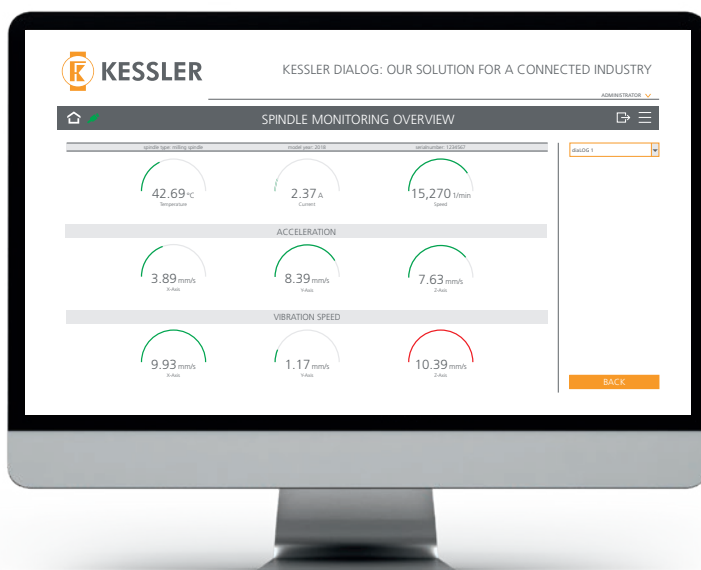 KESSLER
KESSLER DIALOG: OUR SOLUTION FOR A CONNECTED INDUSTRY
ADMINISTRATOR
SPINDLE MONITORING OVERVIEW
spindle type: milling spindle model year: 2018 serialnumber: 1234567
diaLOG 1
42.69 °C 2.37 A 15,270 1/min
Temperature Current Speed
ACCELERATION
3.89 mm/s 8.39 mm/s 7.63 mm/s
X-Axis Y-Axis Z-Axis
VIBRATION SPEED
9.93 mm/s 1.17 mm/s 10.39 mm/s
X-Axis Y-Axis Z-Axis
BACK